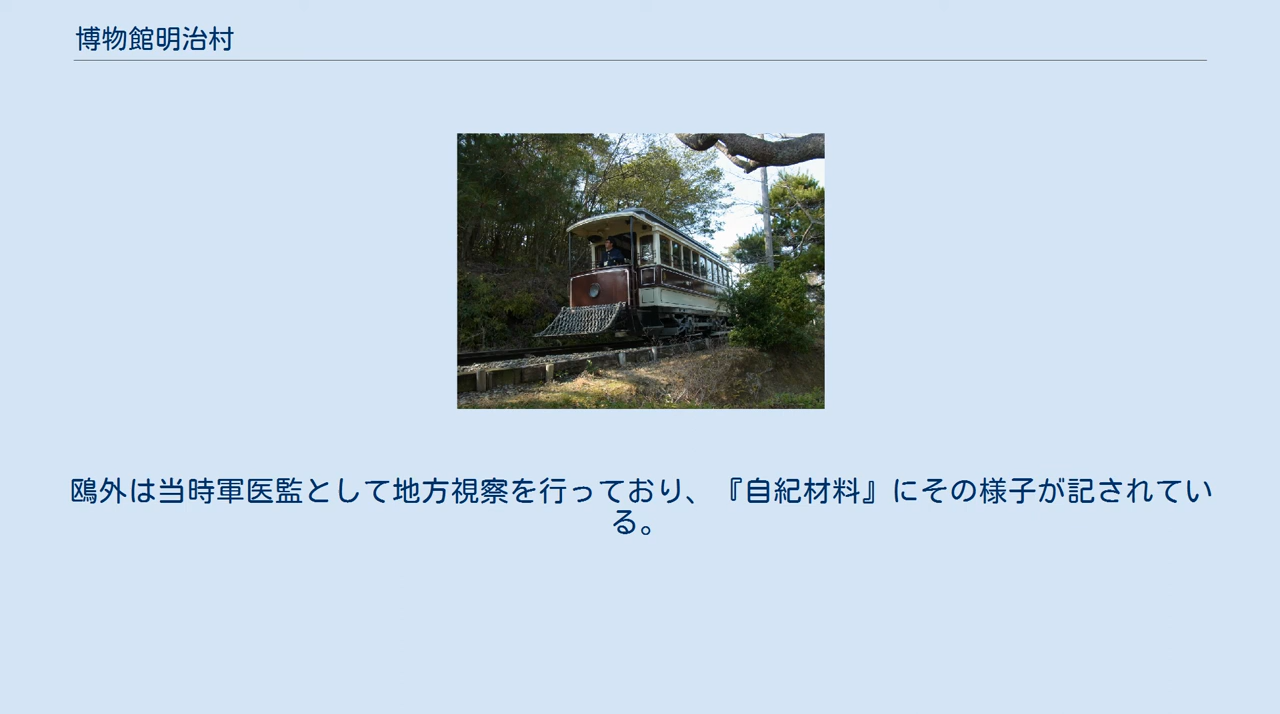 博物館明治村
鴎外は当時軍医監として地方視察を行っており、『自紀材料』にその様子が記されてい
る。